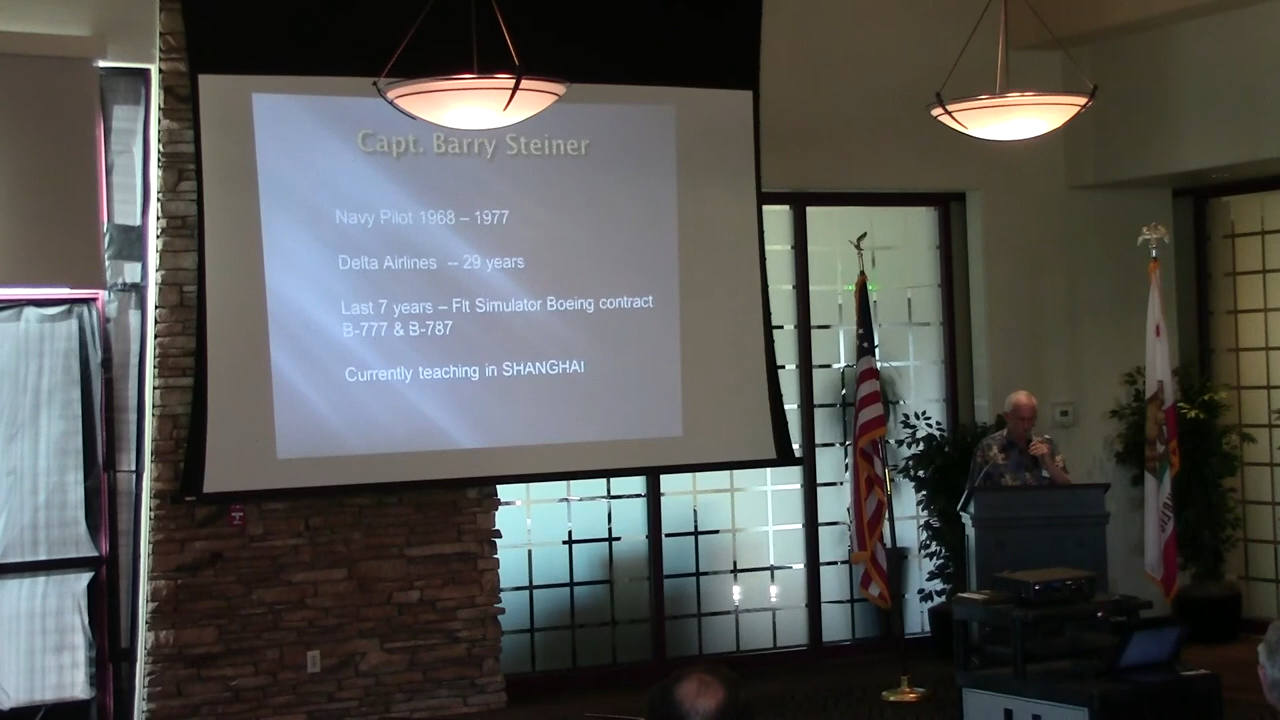 Capt. Barry Steiner
Navy Pilot 1968 – 1977
Delta Airlines -- 29 years
Last 7 years – Flt Simulator Boeing contract
B-777 & B-787
Currently teaching in SHANGHAI